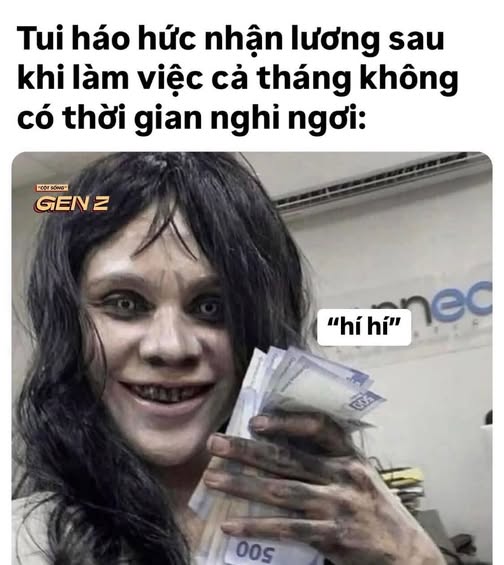 Tui háo hức nhận lương sau
khi làm việc cả tháng không
có thời gian nghỉ ngơi:
"CỘT SỐNG"
GEN Z
nnec
"hí hí"
500